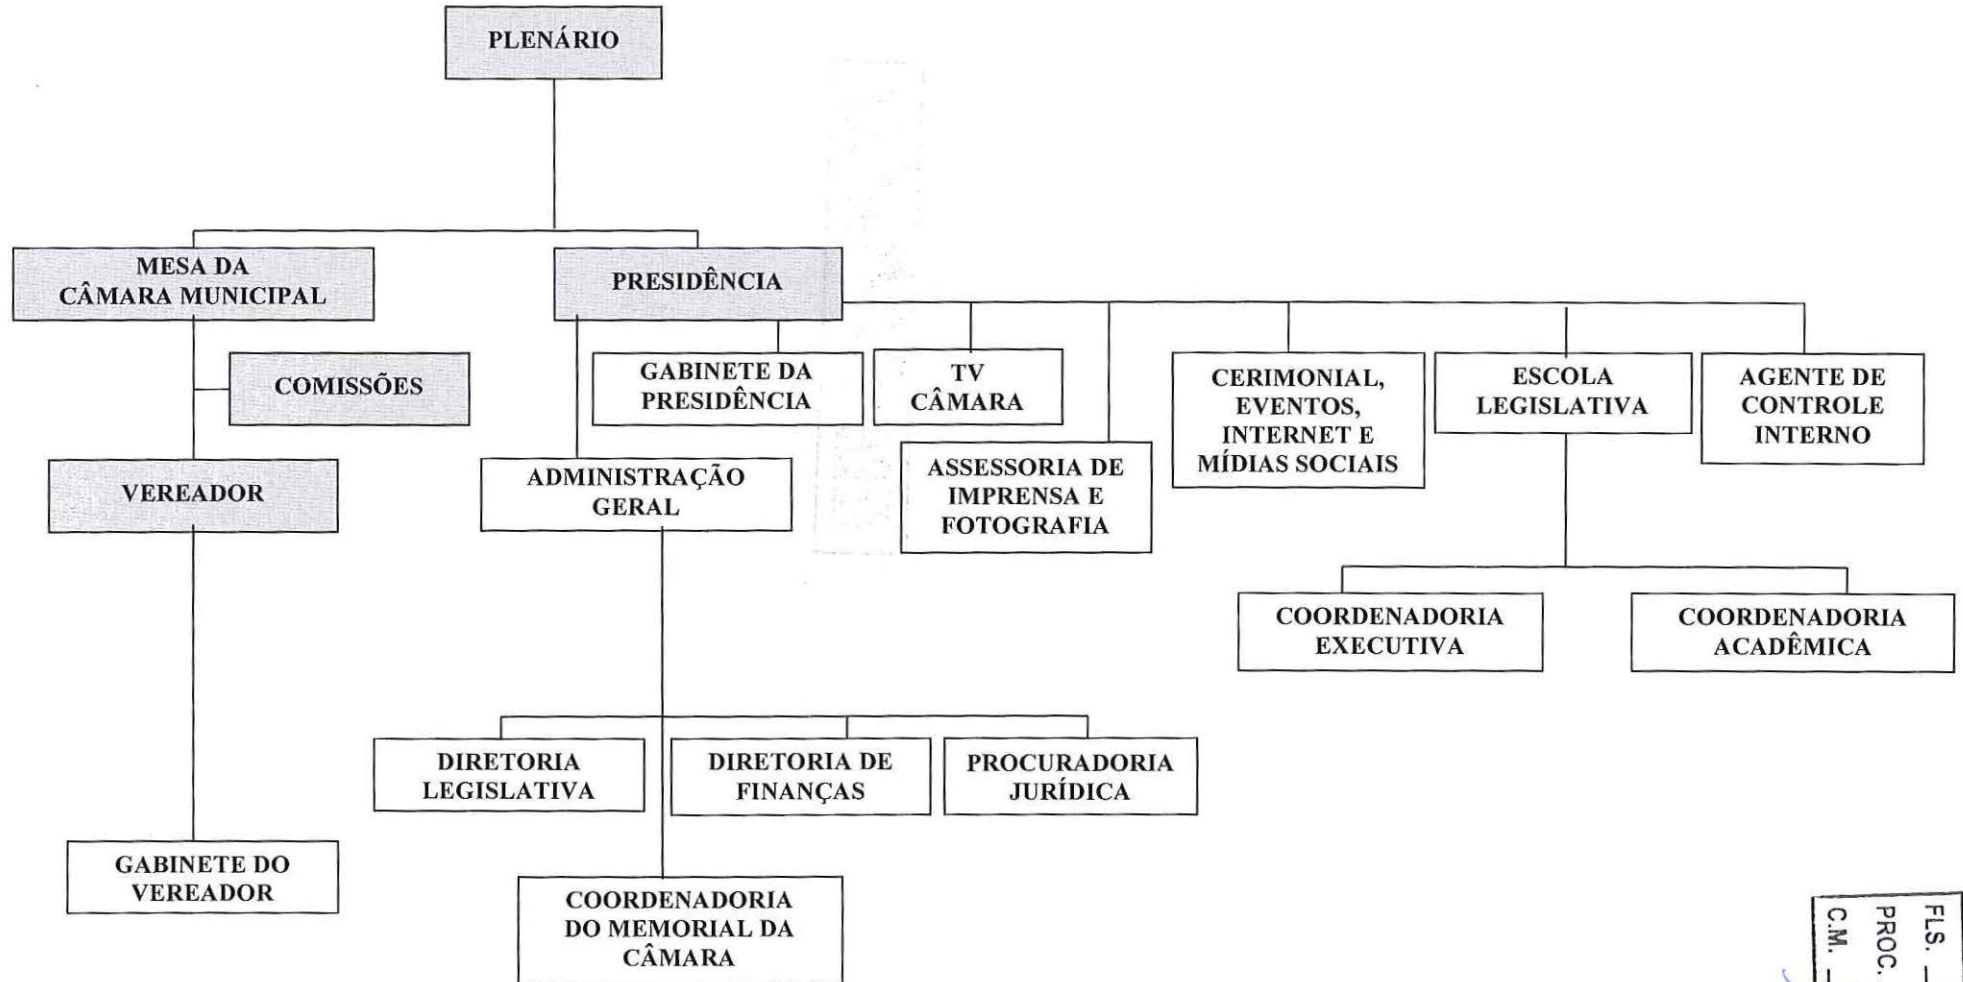 PLENÁRIO
MESA DA
CÂMARA MUNICIPAL
PRESIDÊNCIA
COMISSÕES
GABINETE DA
PRESIDÊNCIA
TV
CÂMARA
CERIMONIAL,
EVENTOS,
INTERNET E
MÍDIAS SOCIAIS
ESCOLA
LEGISLATIVA
AGENTE DE
CONTROLE
INTERNO
VEREADOR
ADMINISTRAÇÃO
GERAL
ASSESSORIA DE
IMPRENSA E
FOTOGRAFIA
COORDENADORIA
EXECUTIVA
COORDENADORIA
ACADÊMICA
DIRETORIA
LEGISLATIVA
DIRETORIA DE
FINANÇAS
PROCURADORIA
JURÍDICA
GABINETE DO
VEREADOR
COORDENADORIA
DO MEMORIAL DA
CÂMARA
FLS.
PROC.
C.M.